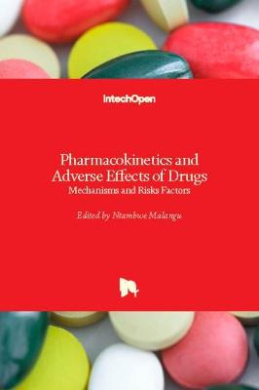 IntechOpen
Pharmacokinetics and
Adverse Effects of Drugs
Mechanisms and Risks Factors
Edited by Ntambwe Malangu